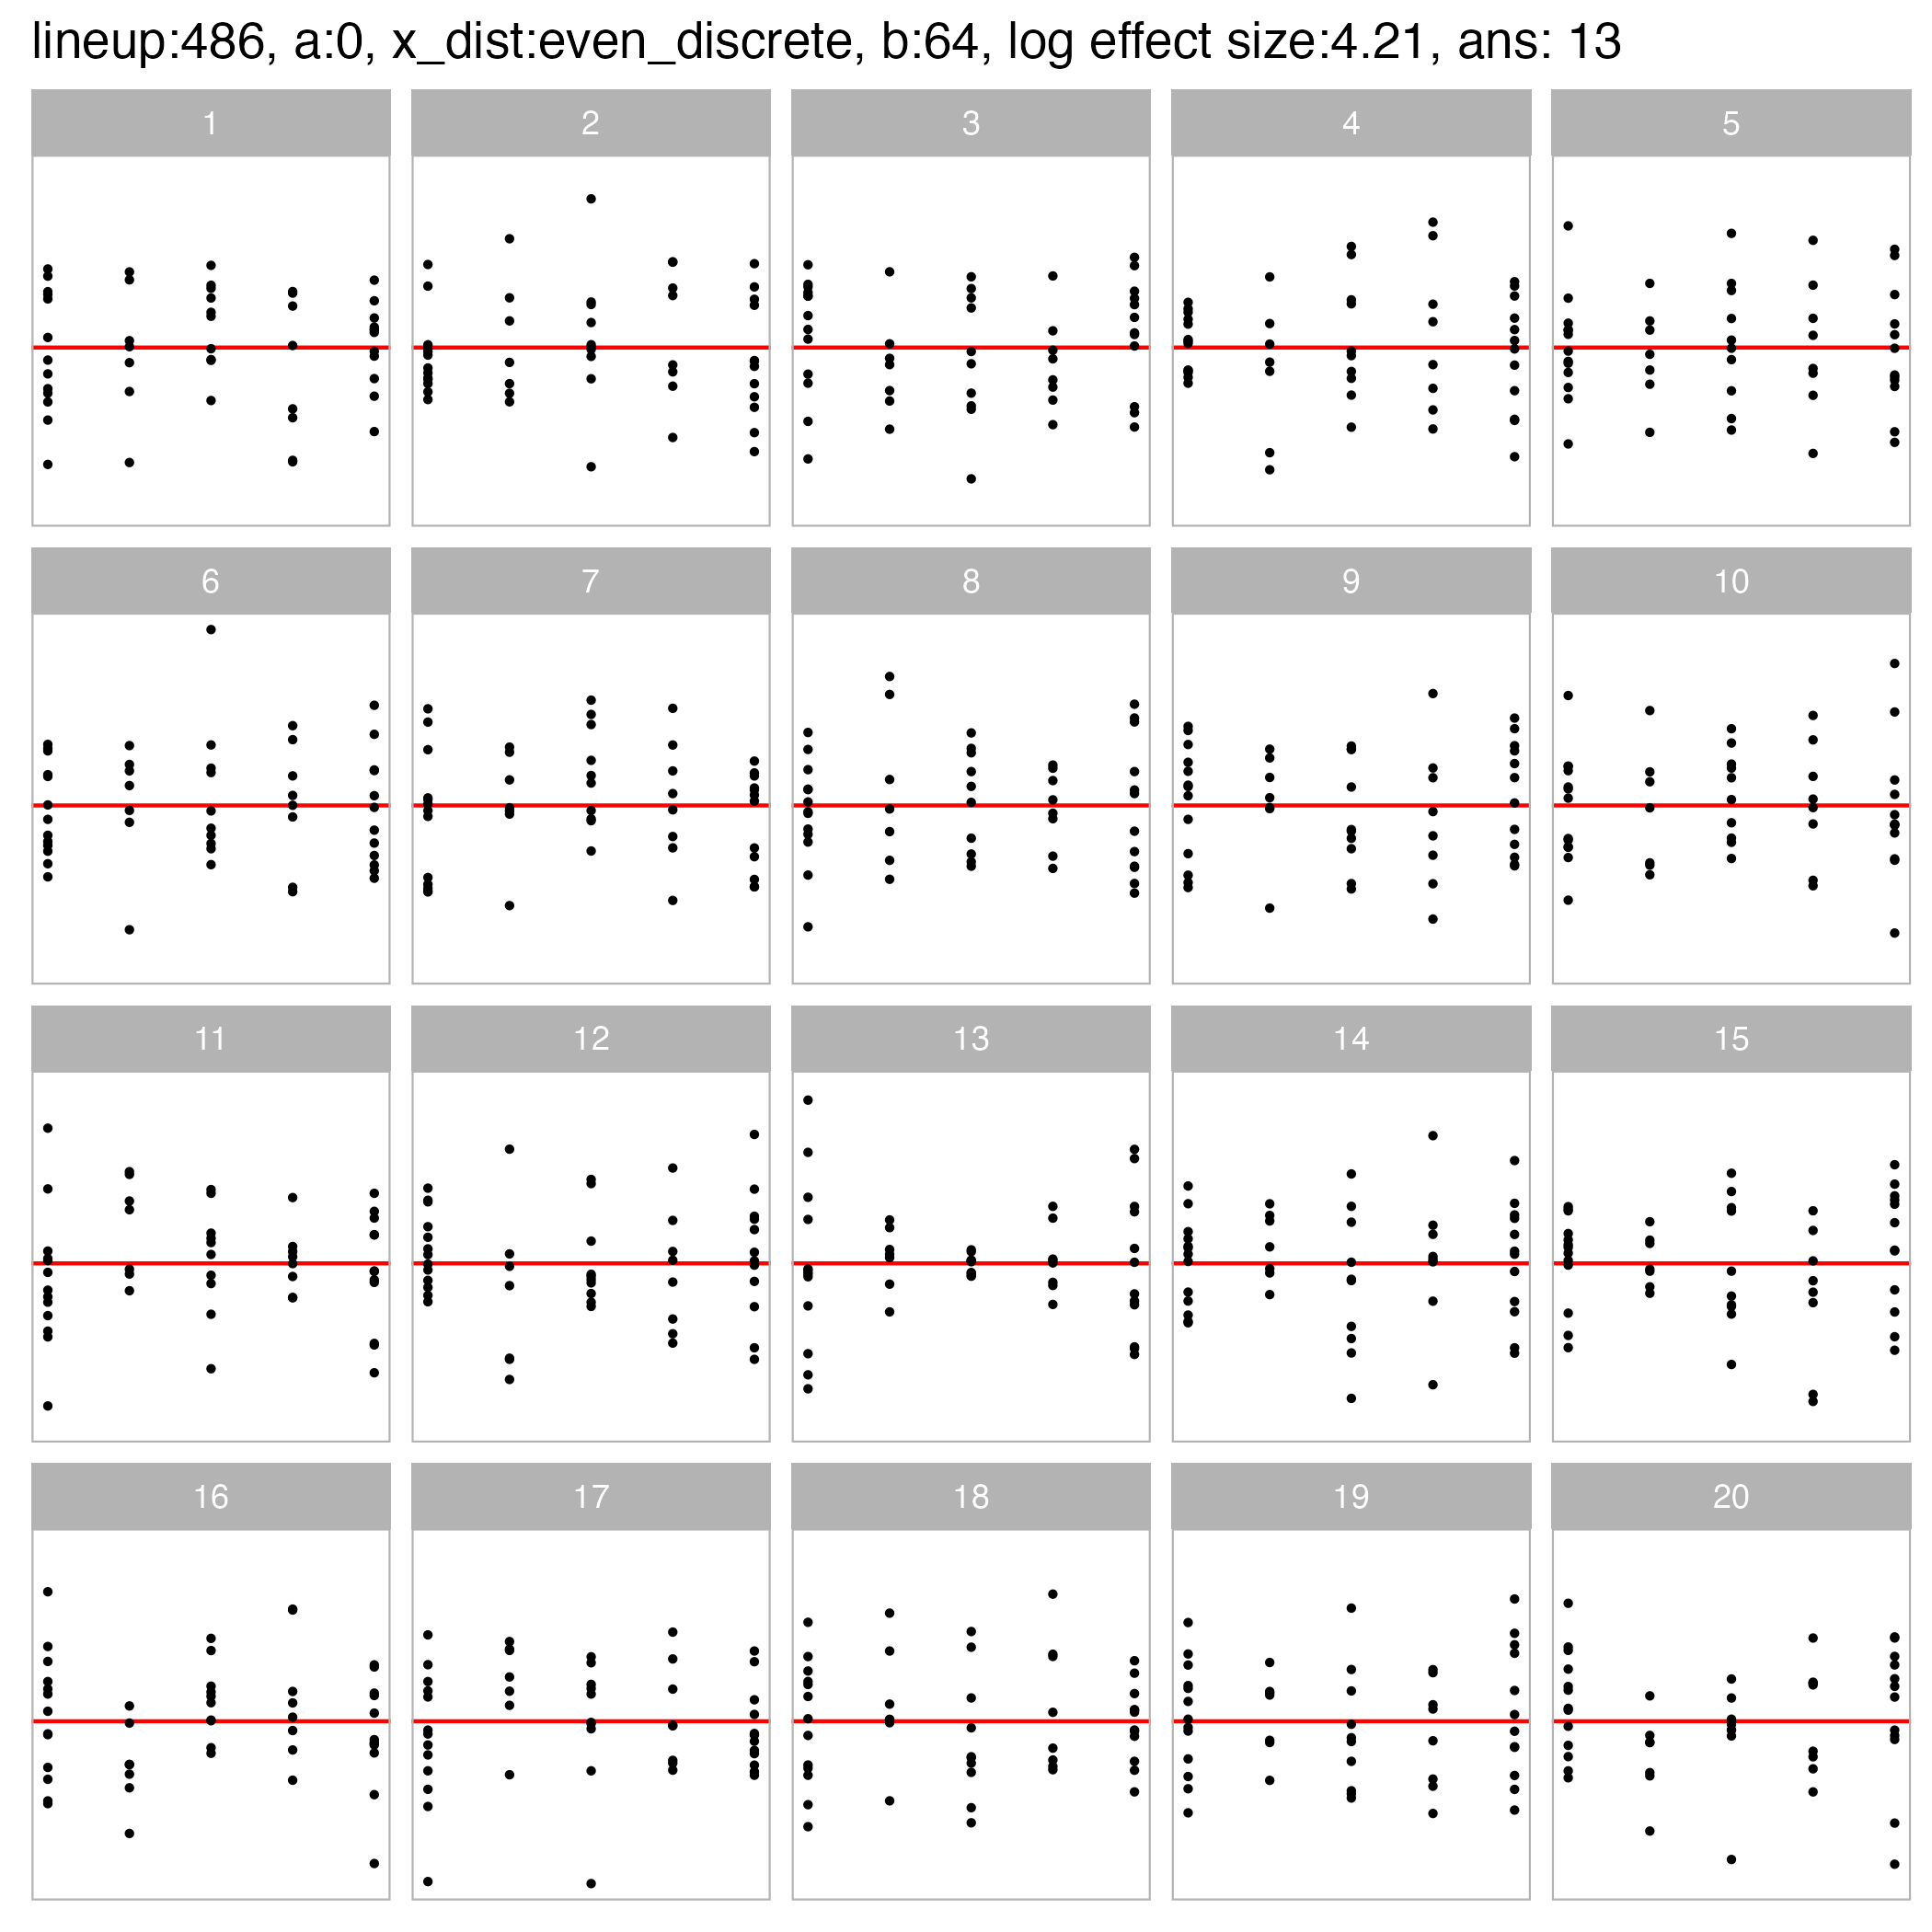 lineup:486, a:0, x_dist:even_discrete, b:64, log effect size:4.21, ans: 13
1 2 3 4 5
6 7 8 9 10
11 12 13 14 15
16 17 18 19 20